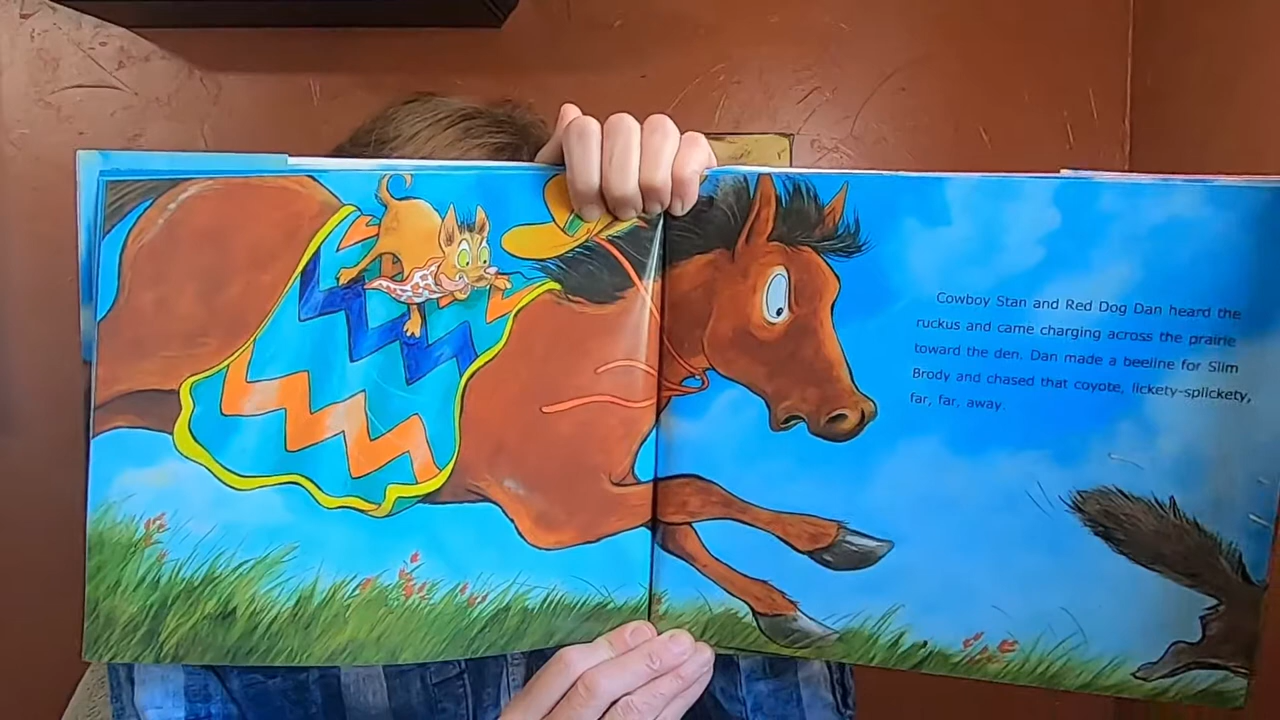 Cowboy Stan and Red Dog Dan heard the
ruckus and came charging across the prairie
toward the den. Dan made a beeline for Slim
Brody and chased that coyote, lickety-splickety,
far, far, away.